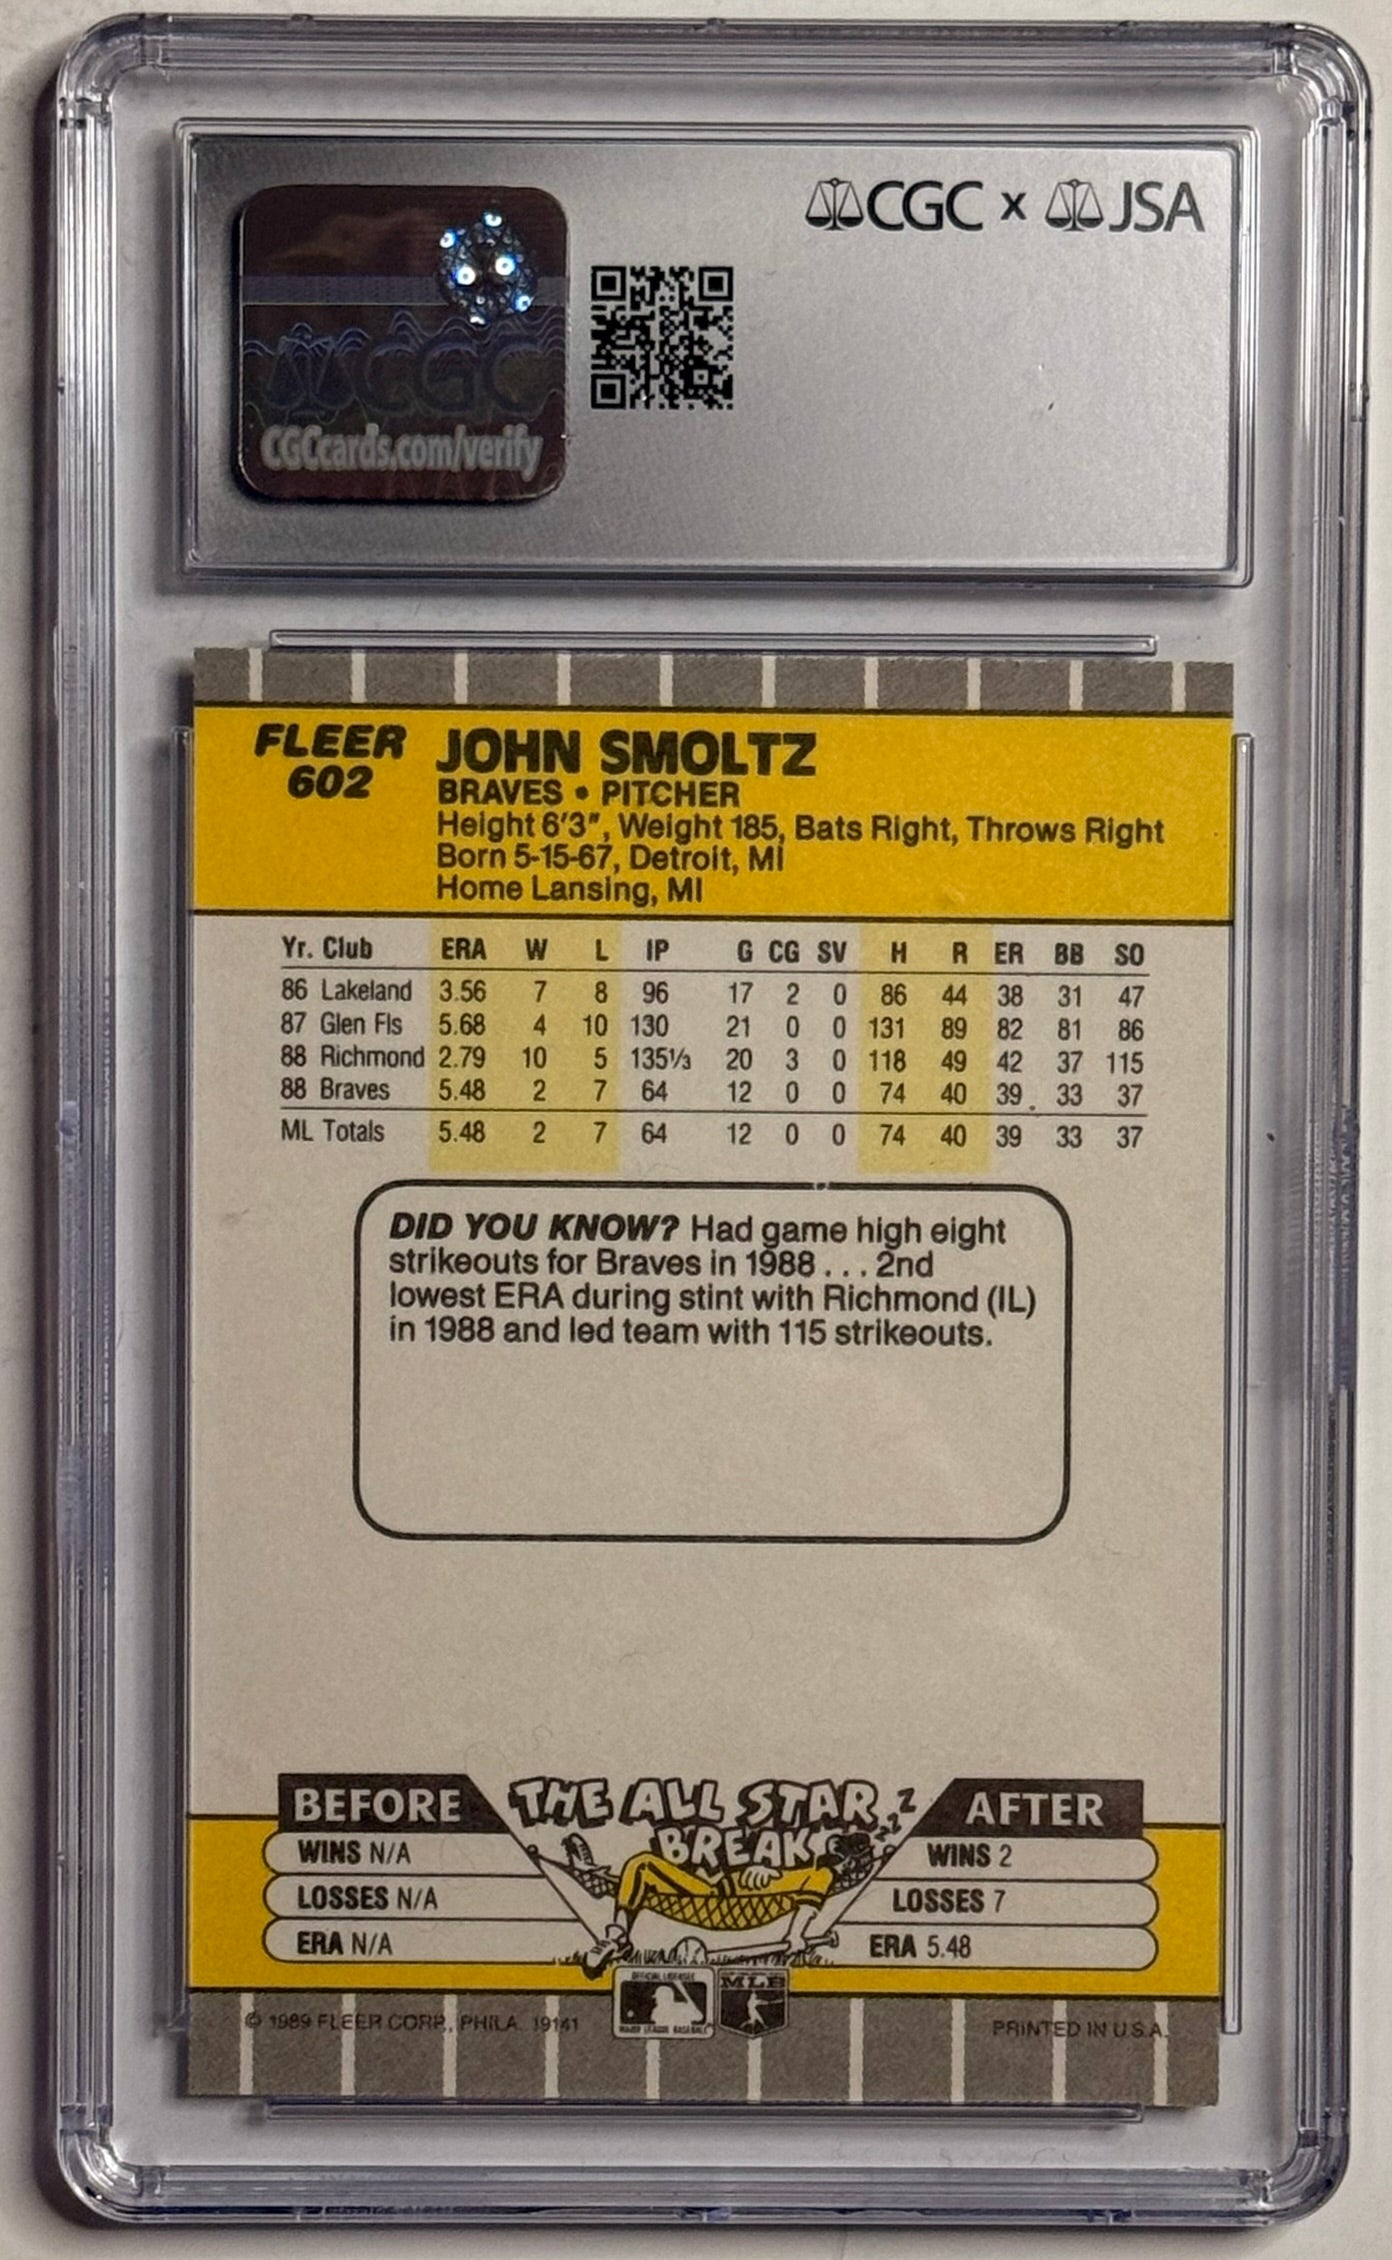 CGC x JSA
CGC
CGCcards.com/verify
FLEER
602
JOHN SMOLTZ
BRAVES • PITCHER
Height 6'3", Weight 185, Bats Right, Throws Right
Born 5-15-67, Detroit, MI
Home Lansing, MI
Yr. Club ERA W L IP G CG SV H R ER BB SO
86 Lakeland 3.56 7 8 96 17 2 0 86 44 38 31 47
87 Glen Fls 5.68 4 10 130 21 0 0 131 89 82 81 86
88 Richmond 2.79 10 5 135⅓ 20 3 0 118 49 42 37 115
88 Braves 5.48 2 7 64 12 0 0 74 40 39 33 37
ML Totals 5.48 2 7 64 12 0 0 74 40 39 33 37
DID YOU KNOW? Had game high eight
strikeouts for Braves in 1988 . . . 2nd
lowest ERA during stint with Richmond (IL)
in 1988 and led team with 115 strikeouts.
BEFORE THE ALL STAR ZZZZ AFTER
BREAK
WINS N/A WINS 2
LOSSES N/A LOSSES 7
ERA N/A ERA 5.48
OFFICIAL LICENSEE
MAJOR LEAGUE BASEBALL
MLB
© 1989 FLEER CORP., PHILA. 19141 PRINTED IN U.S.A.